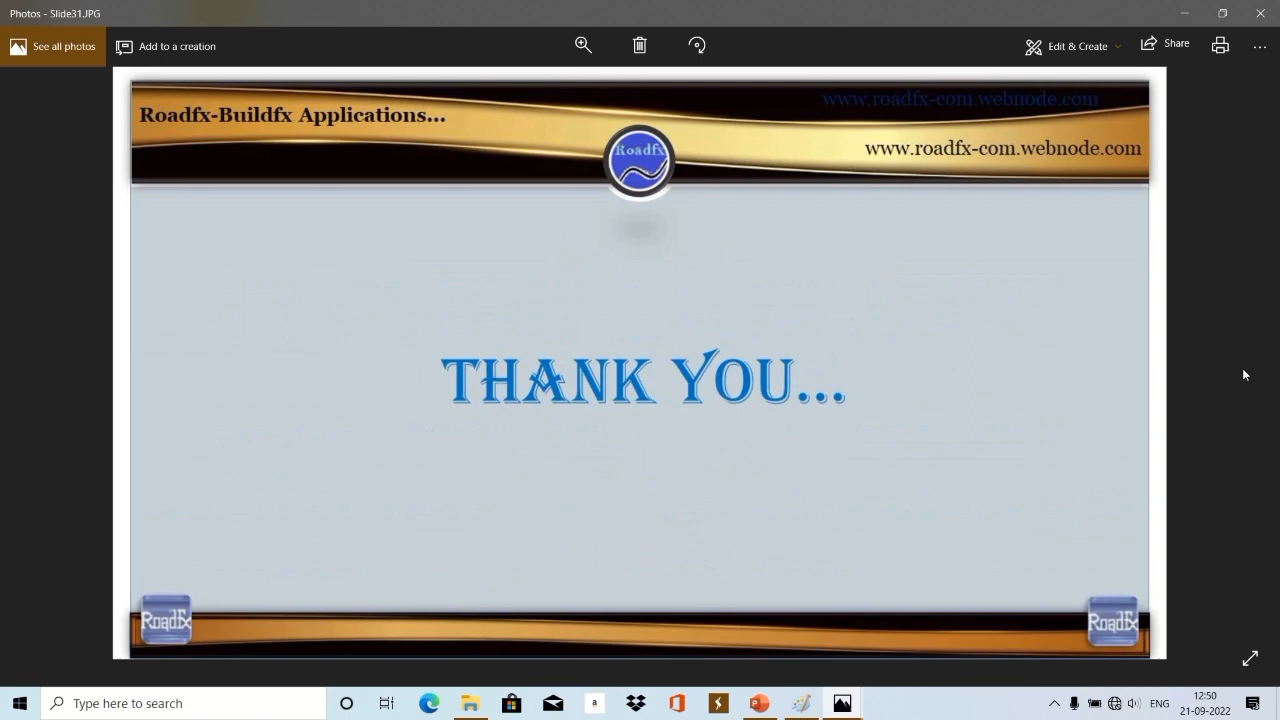 Photos - Slide31.JPG
See all photos
Add to a creation
Edit & Create
Share
Roadfx-Buildfx Applications...
www.roadfx-com.webnode.com
www.roadfx-com.webnode.com
Roadfx
THANK YOU...
RoadFx
RoadFx
Type here to search
a
ENG
12:50
21-09-2022